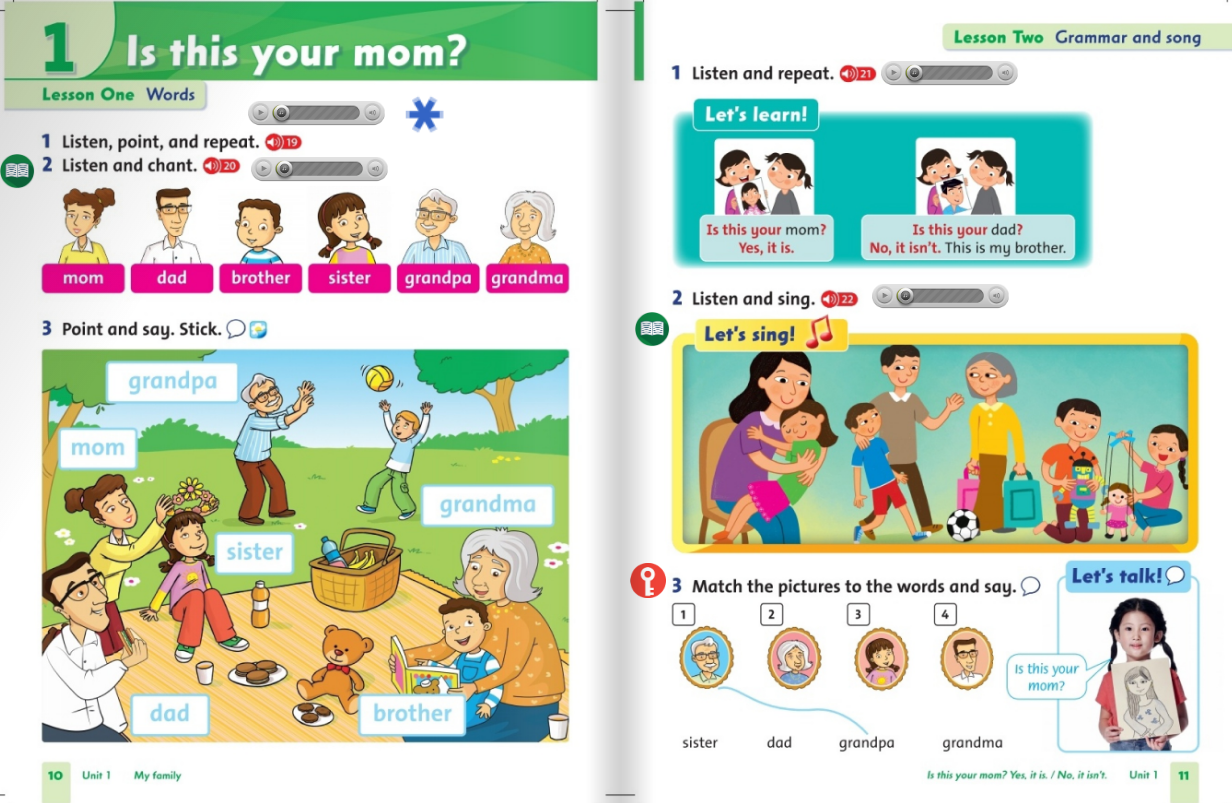 1 Is this your mom?
Lesson One Words
1 Listen, point, and repeat. 19
2 Listen and chant. 20
mom dad brother sister grandpa grandma
3 Point and say. Stick.
grandpa
mom
grandma
sister
dad
brother
10 Unit 1 My family
Lesson Two Grammar and song
1 Listen and repeat. 21
Let's learn!
Is this your mom?
Yes, it is.
Is this your dad?
No, it isn't. This is my brother.
2 Listen and sing. 22
Let's sing!
3 Match the pictures to the words and say.
Let's talk!
1 2 3 4
Is this your
mom?
sister dad grandpa grandma
Is this your mom? Yes, it is. / No, it isn't. Unit 1 11